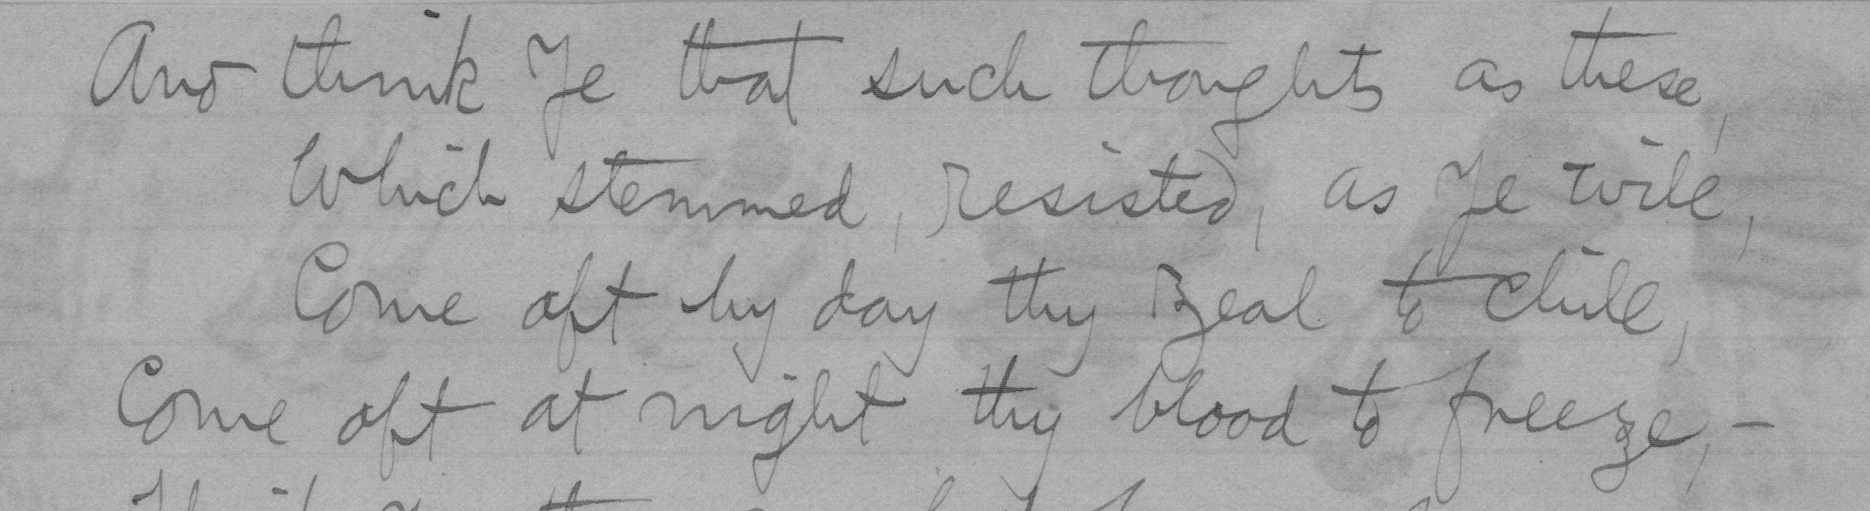 And think Ye that such thoughts as these,
Which stemmed, resisted, as Ye will,
Come oft by day thy zeal to chill,
Come oft at night thy blood to freeze, –